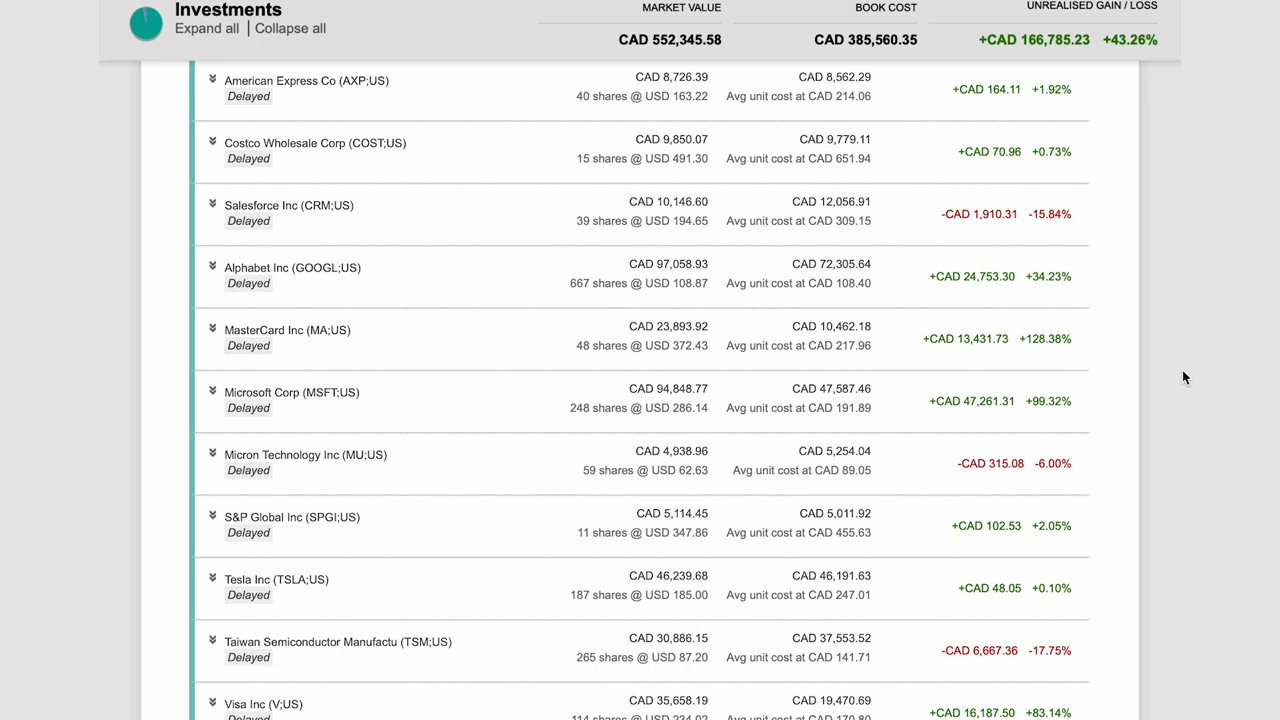 Investments
Expand all | Collapse all
MARKET VALUE BOOK COST UNREALISED GAIN / LOSS
CAD 552,345.58 CAD 385,560.35 +CAD 166,785.23 +43.26%
American Express Co (AXP;US) CAD 8,726.39 CAD 8,562.29 +CAD 164.11 +1.92%
Delayed 40 shares @ USD 163.22 Avg unit cost at CAD 214.06
Costco Wholesale Corp (COST;US) CAD 9,850.07 CAD 9,779.11 +CAD 70.96 +0.73%
Delayed 15 shares @ USD 491.30 Avg unit cost at CAD 651.94
Salesforce Inc (CRM;US) CAD 10,146.60 CAD 12,056.91 -CAD 1,910.31 -15.84%
Delayed 39 shares @ USD 194.65 Avg unit cost at CAD 309.15
Alphabet Inc (GOOGL;US) CAD 97,058.93 CAD 72,305.64 +CAD 24,753.30 +34.23%
Delayed 667 shares @ USD 108.87 Avg unit cost at CAD 108.40
MasterCard Inc (MA;US) CAD 23,893.92 CAD 10,462.18 +CAD 13,431.73 +128.38%
Delayed 48 shares @ USD 372.43 Avg unit cost at CAD 217.96
Microsoft Corp (MSFT;US) CAD 94,848.77 CAD 47,587.46 +CAD 47,261.31 +99.32%
Delayed 248 shares @ USD 286.14 Avg unit cost at CAD 191.89
Micron Technology Inc (MU;US) CAD 4,938.96 CAD 5,254.04 -CAD 315.08 -6.00%
Delayed 59 shares @ USD 62.63 Avg unit cost at CAD 89.05
S&P Global Inc (SPGI;US) CAD 5,114.45 CAD 5,011.92 +CAD 102.53 +2.05%
Delayed 11 shares @ USD 347.86 Avg unit cost at CAD 455.63
Tesla Inc (TSLA;US) CAD 46,239.68 CAD 46,191.63 +CAD 48.05 +0.10%
Delayed 187 shares @ USD 185.00 Avg unit cost at CAD 247.01
Taiwan Semiconductor Manufactu (TSM;US) CAD 30,886.15 CAD 37,553.52 -CAD 6,667.36 -17.75%
Delayed 265 shares @ USD 87.20 Avg unit cost at CAD 141.71
Visa Inc (V;US) CAD 35,658.19 CAD 19,470.69 +CAD 16,187.50 +83.14%
Delayed 114 shares @ USD 234.02 Avg unit cost at CAD 170.80